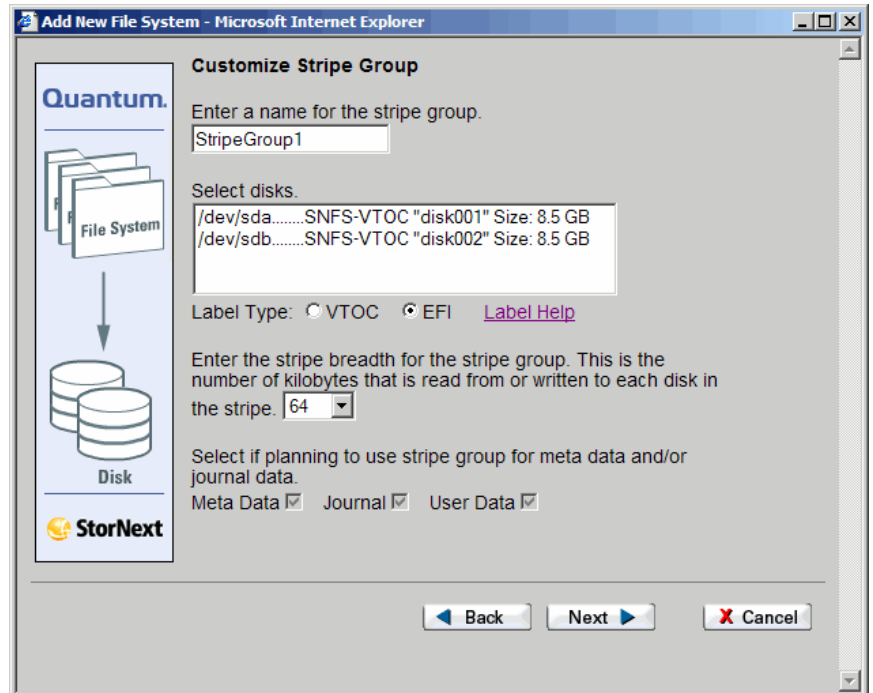 Add New File System - Microsoft Internet Explorer
Customize Stripe Group
Quantum.
Enter a name for the stripe group.
StripeGroup1
Select disks.
/dev/sda.......SNFS-VTOC "disk001" Size: 8.5 GB
/dev/sdb.......SNFS-VTOC "disk002" Size: 8.5 GB
File System
Label Type: VTOC EFI Label Help
Enter the stripe breadth for the stripe group. This is the
number of kilobytes that is read from or written to each disk in
the stripe. 64
Select if planning to use stripe group for meta data and/or
journal data.
Disk
Meta Data Journal User Data
StorNext
Back Next X Cancel